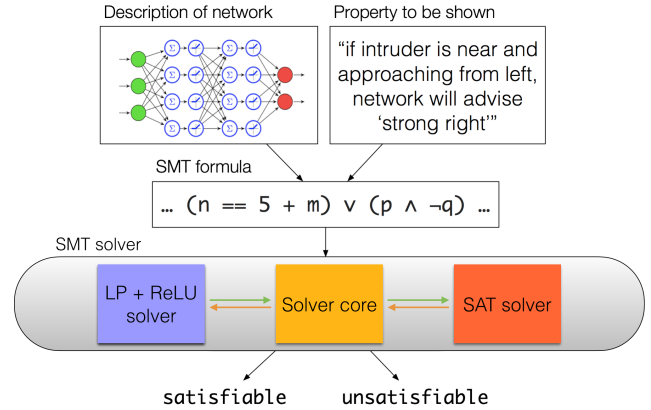 Description of network
Property to be shown
Σ Σ
Σ Σ
Σ Σ
Σ Σ
“if intruder is near and
approaching from left,
network will advise
‘strong right’”
SMT formula
… (n == 5 + m) ∨ (p ∧ ¬q) …
SMT solver
LP + ReLU
solver
Solver core
SAT solver
satisfiable
unsatisfiable